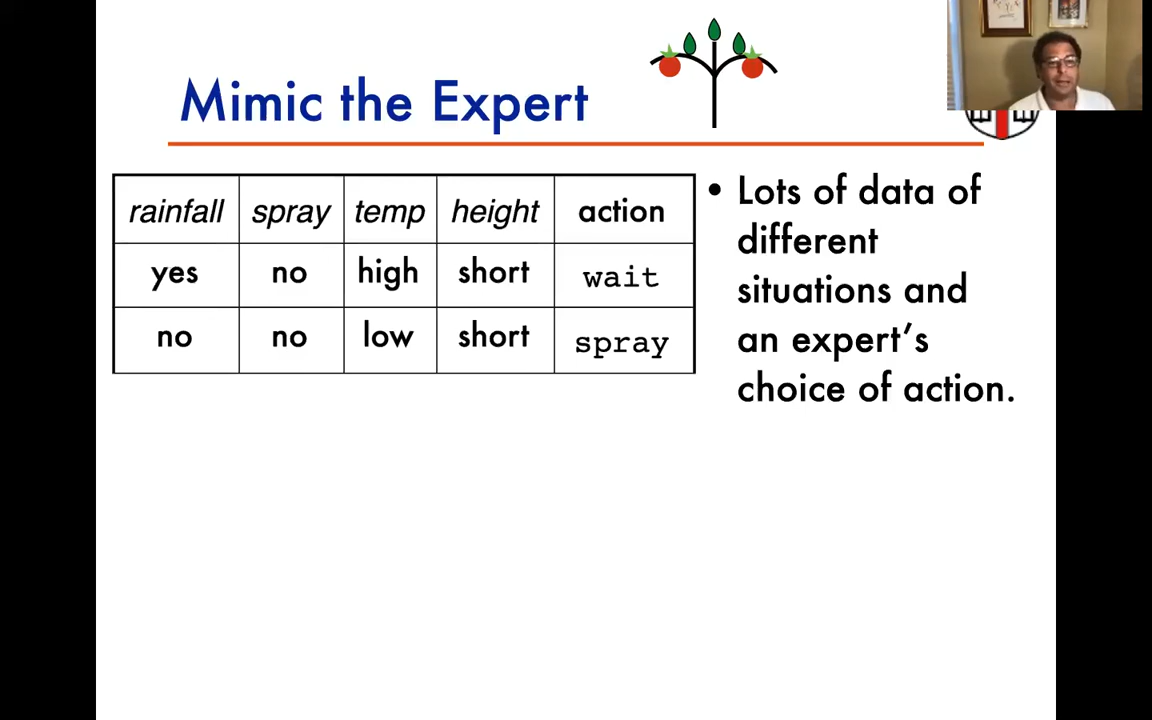 Mimic the Expert
rainfall spray temp height action
yes no high short wait
no no low short spray
• Lots of data of
different
situations and
an expert’s
choice of action.